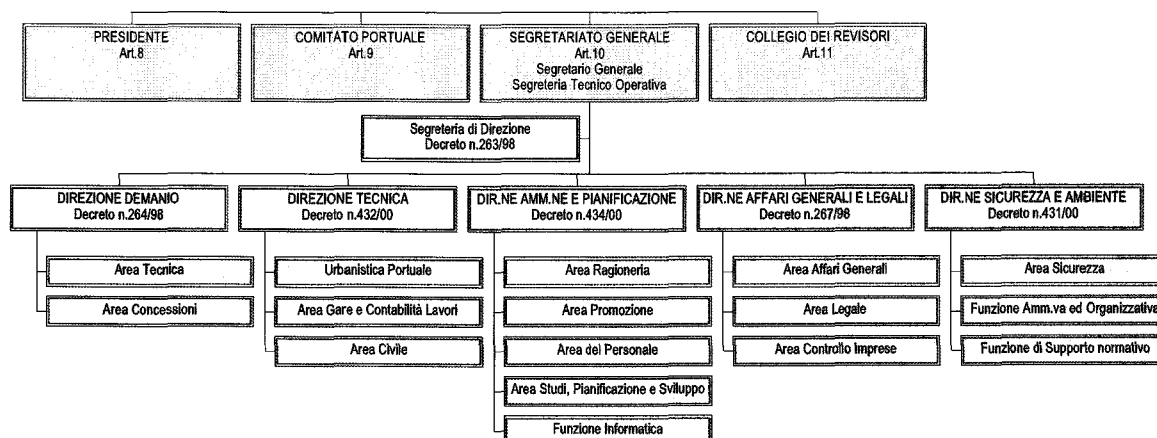 PRESIDENTE
Art.8
COMITATO PORTUALE
Art.9
SEGRETARIATO GENERALE
Art.10
Segretario Generale
Segreteria Tecnico Operativa
COLLEGIO DEI REVISORI
Art.11
Segreteria di Direzione
Decreto n.263/98
DIREZIONE DEMANIO
Decreto n.264/98
Area Tecnica
Area Concessioni
DIREZIONE TECNICA
Decreto n.432/00
Urbanistica Portuale
Area Gare e Contabilità Lavori
Area Civile
DIR.NE AMM.NE E PIANIFICAZIONE
Decreto n.434/00
Area Ragioneria
Area Promozione
Area del Personale
Area Studi, Pianificazione e Sviluppo
Funzione Informatica
DIR.NE AFFARI GENERALI E LEGALI
Decreto n.267/98
Area Affari Generali
Area Legale
Area Controllo Imprese
DIR.NE SICUREZZA E AMBIENTE
Decreto n.431/00
Area Sicurezza
Funzione Amm.va ed Organizzativa
Funzione di Supporto normativo